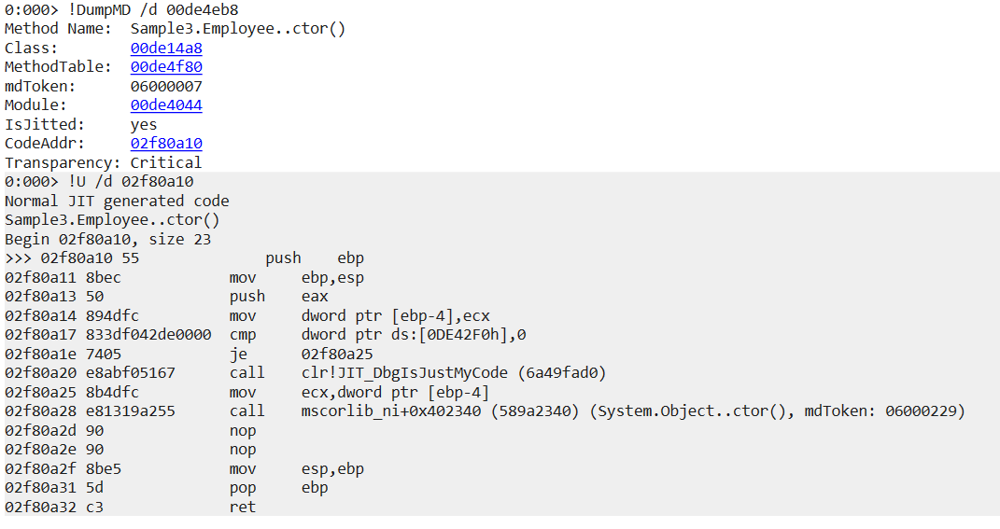 0:000> !DumpMD /d 00de4eb8
Method Name:  Sample3.Employee..ctor()
Class:        00de14a8
MethodTable:  00de4f80
mdToken:      06000007
Module:       00de4044
IsJitted:     yes
CodeAddr:     02f80a10
Transparency: Critical
0:000> !U /d 02f80a10
Normal JIT generated code
Sample3.Employee..ctor()
Begin 02f80a10, size 23
>>> 02f80a10 55              push    ebp
02f80a11 8bec            mov     ebp,esp
02f80a13 50              push    eax
02f80a14 894dfc          mov     dword ptr [ebp-4],ecx
02f80a17 833df042de0000  cmp     dword ptr ds:[0DE42F0h],0
02f80a1e 7405            je      02f80a25
02f80a20 e8abf05167      call    clr!JIT_DbgIsJustMyCode (6a49fad0)
02f80a25 8b4dfc          mov     ecx,dword ptr [ebp-4]
02f80a28 e81319a255      call    mscorlib_ni+0x402340 (589a2340) (System.Object..ctor(), mdToken: 06000229)
02f80a2d 90              nop
02f80a2e 90              nop
02f80a2f 8be5            mov     esp,ebp
02f80a31 5d              pop     ebp
02f80a32 c3              ret